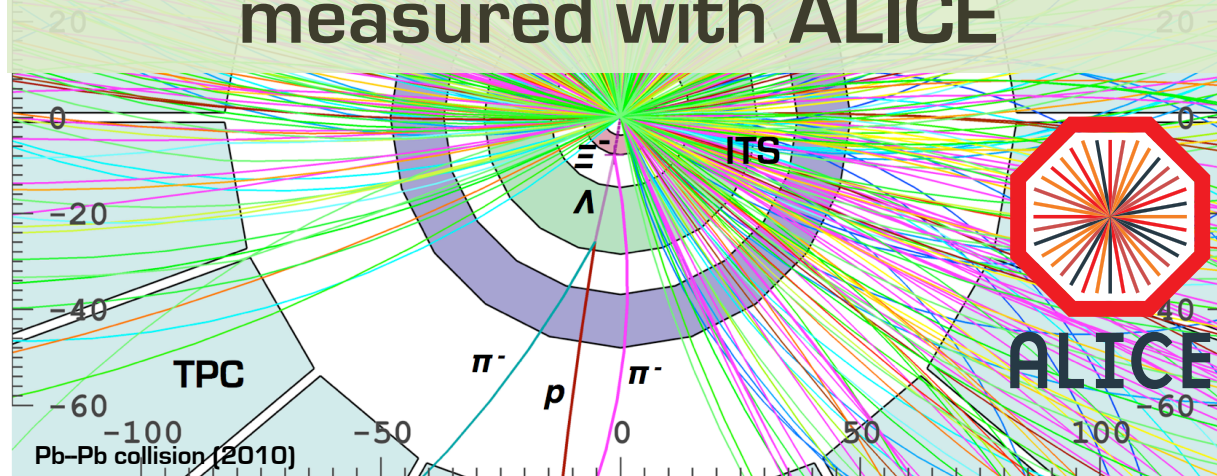 measured with ALICE
20
20
0
0
Ξ-
ITS
Λ
-20
-40
40
π-
π-
TPC
p
ALICE
-60
-60
-100
-50
0
50
100
Pb–Pb collision (2010)